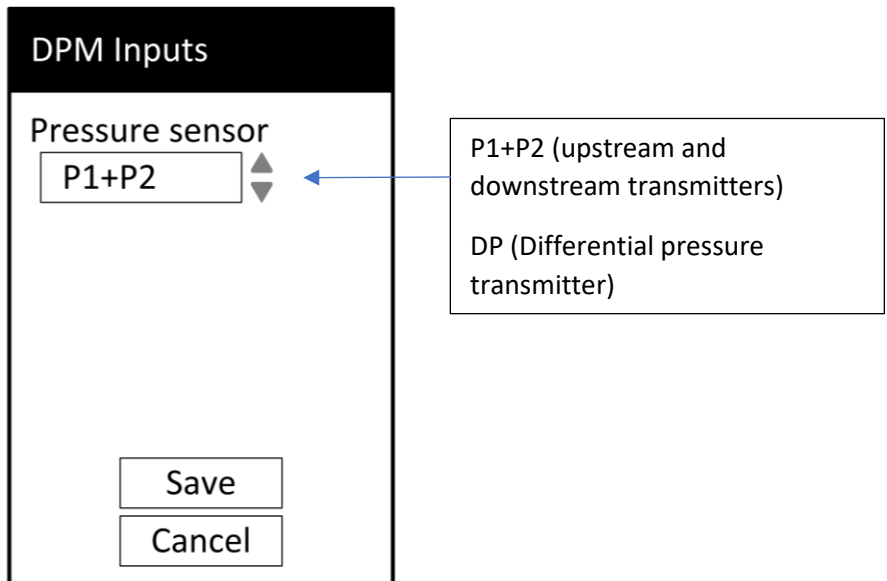 DPM Inputs
Pressure sensor
P1+P2
P1+P2 (upstream and
downstream transmitters)
DP (Differential pressure
transmitter)
Save
Cancel